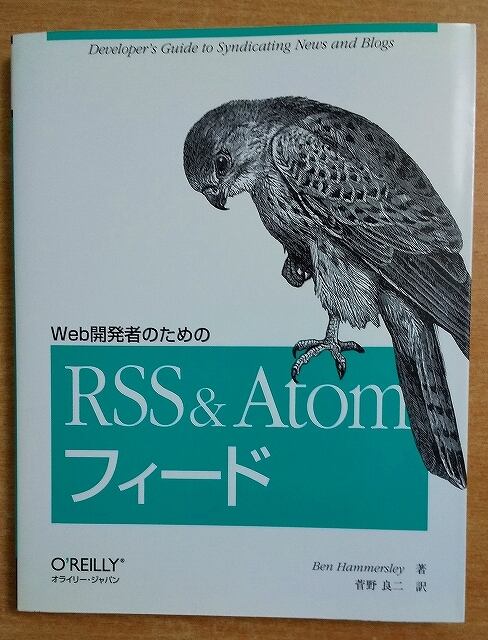 Developer's Guide to Syndicating News and Blogs
Web開発者のための
RSS & Atom
フィード
O'REILLY®
オライリー・ジャパン
Ben Hammersley 著
菅野 良二 訳